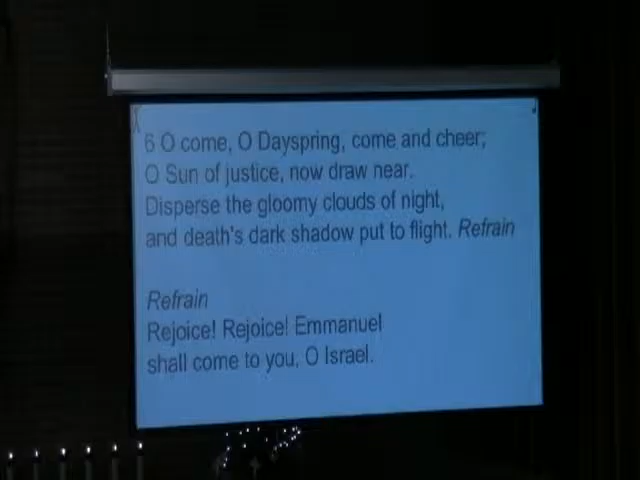 6 O come, O Dayspring, come and cheer;
O Sun of justice, now draw near.
Disperse the gloomy clouds of night,
and death's dark shadow put to flight. Refrain
Refrain
Rejoice! Rejoice! Emmanuel
shall come to you, O Israel.